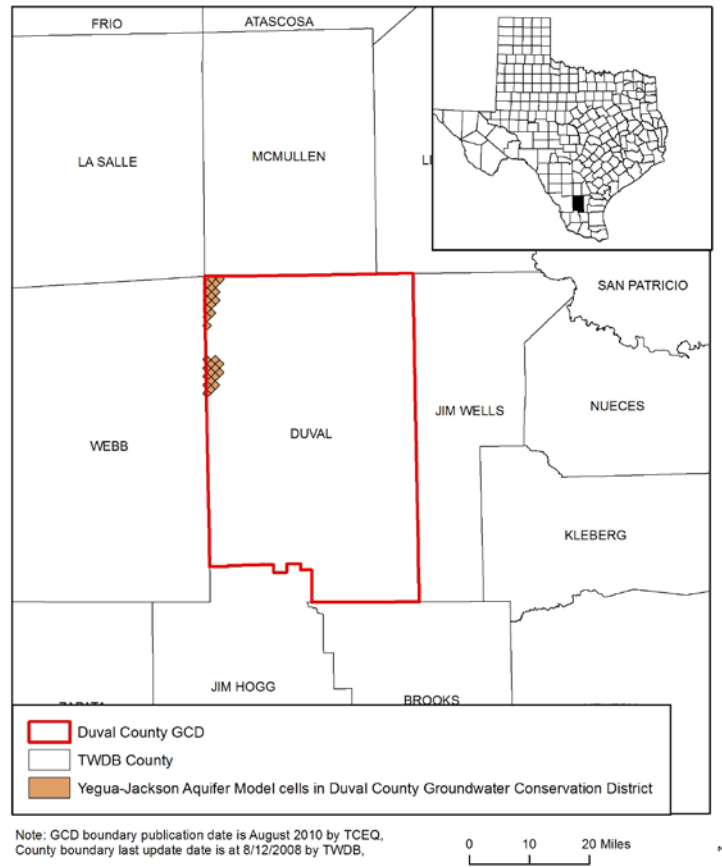 FRIO
ATASCOSA
LA SALLE
MCMULLEN
SAN PATRICIO
WEBB
DUVAL
JIM WELLS
NUECES
KLEBERG
JIM HOGG
BROOKS
Duval County GCD
TWDB County
Yegua-Jackson Aquifer Model cells in Duval County Groundwater Conservation District
Note: GCD boundary publication date is August 2010 by TCEQ,
County boundary last update date is at 8/12/2008 by TWDB,
0 10 20 Miles